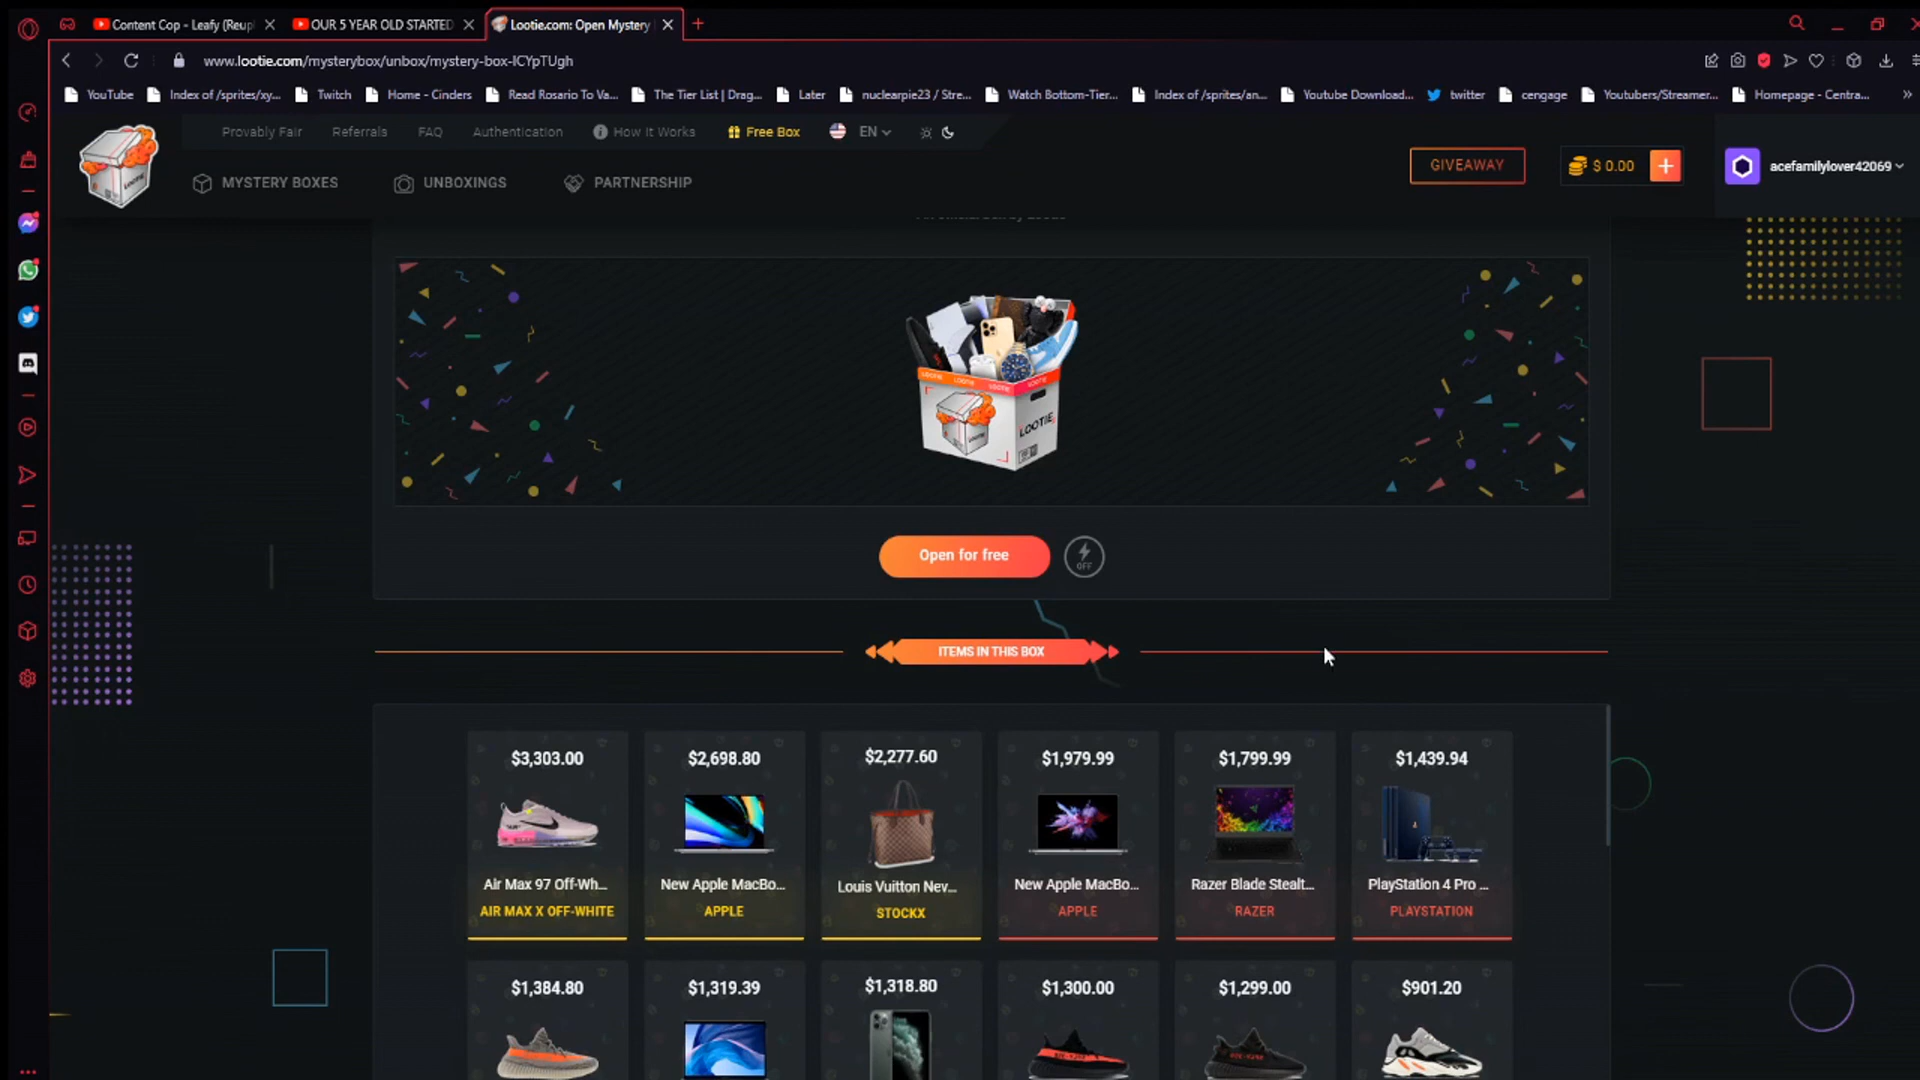 Content Cop - Leafy (Reupl
OUR 5 YEAR OLD STARTED
Lootie.com: Open Mystery
www.lootie.com/mysterybox/unbox/mystery-box-ICYpTUgh
YouTube
Index of /sprites/xy...
Twitch
Home - Cinders
Read Rosario To Va...
The Tier List | Drag...
Later
nuclearpie23 / Stre...
Watch Bottom-Tier...
Index of /sprites/an...
Youtube Download...
twitter
cengage
Youtubers/Streamer...
Homepage - Centra...
Provably Fair
Referrals
FAQ
Authentication
How It Works
Free Box
EN
MYSTERY BOXES
UNBOXINGS
PARTNERSHIP
GIVEAWAY
$ 0.00
acefamilylover42069
LOOTIE
Open for free
OFF
ITEMS IN THIS BOX
$3,303.00
Air Max 97 Off-Wh...
AIR MAX X OFF-WHITE
$2,698.80
New Apple MacBo...
APPLE
$2,277.60
Louis Vuitton Nev...
STOCKX
$1,979.99
New Apple MacBo...
APPLE
$1,799.99
Razer Blade Stealt...
RAZER
$1,439.94
PlayStation 4 Pro ...
PLAYSTATION
$1,384.80
$1,319.39
$1,318.80
$1,300.00
$1,299.00
$901.20